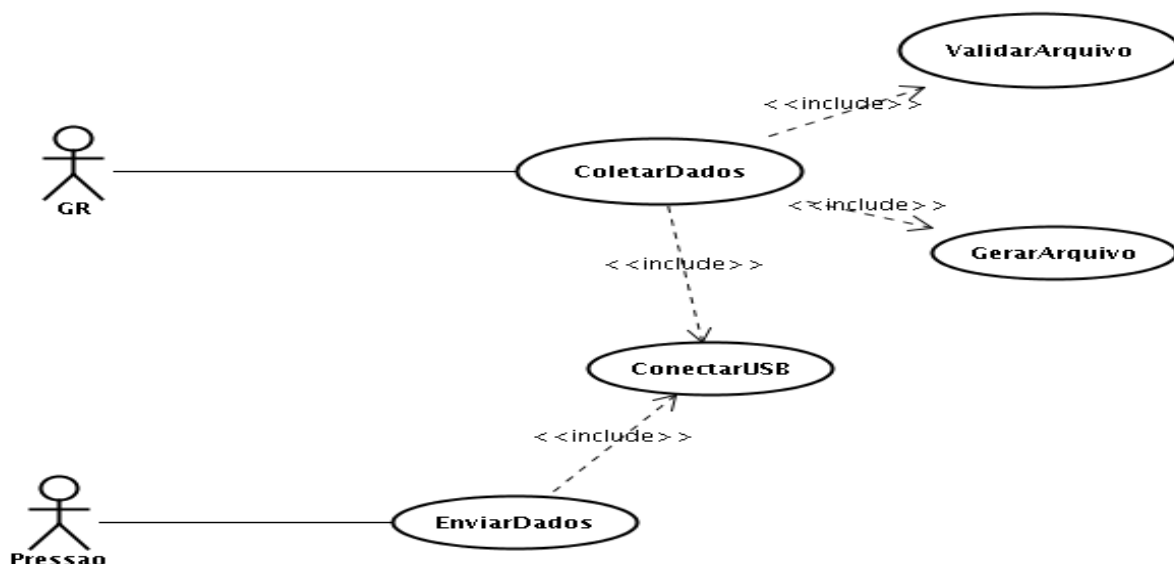 ValidarArquivo
<<include>>
ColetarDados
GR
<<include>>
GerarArquivo
<<include>>
ConectarUSB
<<include>>
EnviarDados
Pressao